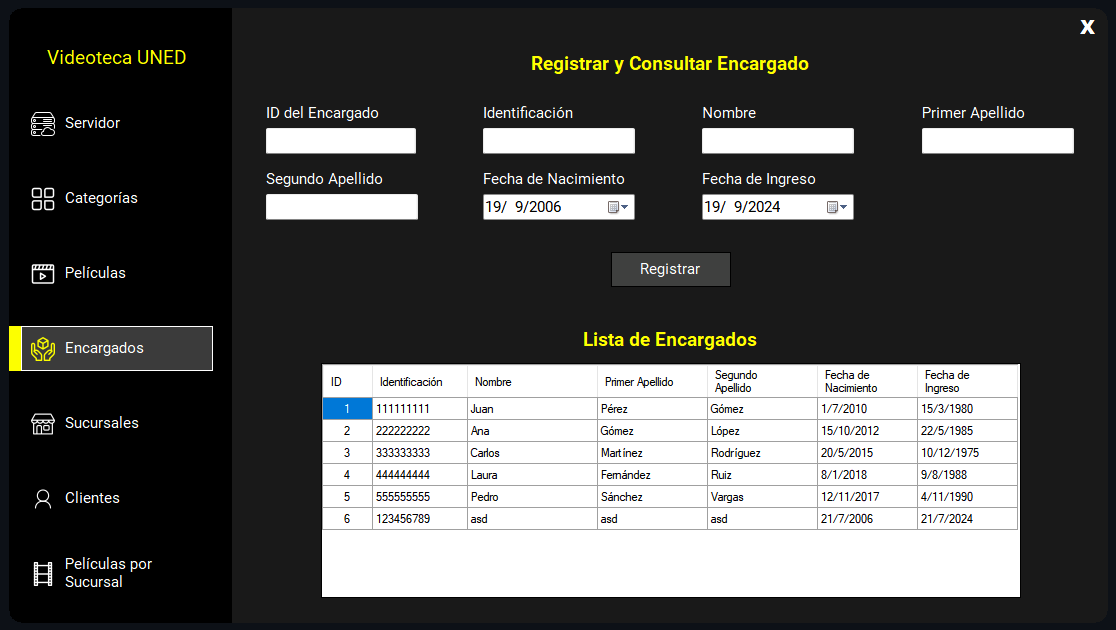 X
Videoteca UNED
Servidor
Categorías
Películas
Encargados
Sucursales
Clientes
Películas por
Sucursal
Registrar y Consultar Encargado
ID del Encargado Identificación Nombre Primer Apellido
Segundo Apellido Fecha de Nacimiento Fecha de Ingreso
19/ 9/2006 19/ 9/2024
Registrar
Lista de Encargados
ID Identificación Nombre Primer Apellido Segundo Apellido Fecha de Nacimiento Fecha de Ingreso
1 111111111 Juan Pérez Gómez 1/7/2010 15/3/1980
2 222222222 Ana Gómez López 15/10/2012 22/5/1985
3 333333333 Carlos Martínez Rodríguez 20/5/2015 10/12/1975
4 444444444 Laura Fernández Ruiz 8/1/2018 9/8/1988
5 555555555 Pedro Sánchez Vargas 12/11/2017 4/11/1990
6 123456789 asd asd asd 21/7/2006 21/7/2024